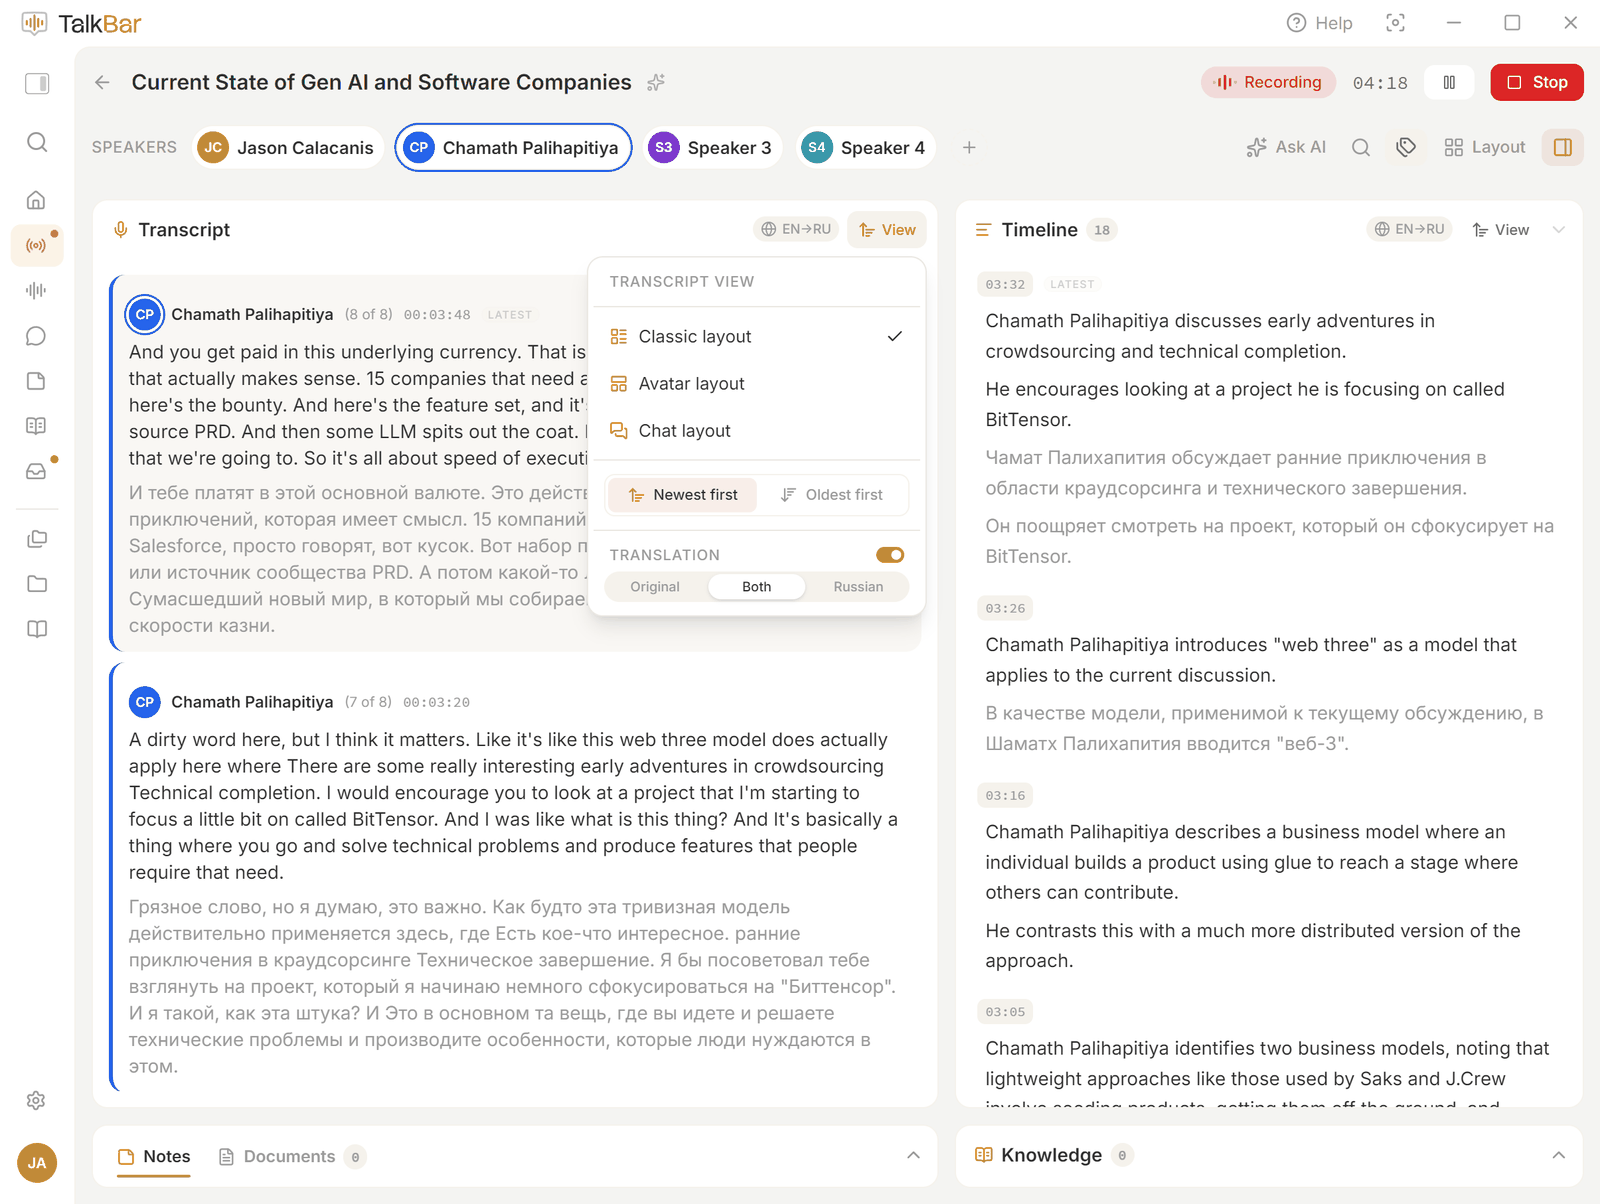 TalkBar
Help
Current State of Gen AI and Software Companies
Recording
04:18
Stop
SPEAKERS
JC Jason Calacanis
CP Chamath Palihapitiya
S3 Speaker 3
S4 Speaker 4
Ask AI
Layout
Transcript
EN→RU
View
CP Chamath Palihapitiya (8 of 8) 00:03:48 LATEST
And you get paid in this underlying currency. That is
that actually makes sense. 15 companies that need
here's the bounty. And here's the feature set, and it's
source PRD. And then some LLM spits out the coat.
that we're going to. So it's all about speed of
И тебе платят в этой основной валюте. Это
приключений, которая имеет смысл. 15 компаний
Salesforce, просто говорят, вот кусок. Вот набор
или источник сообщества PRD. А потом какой-то
Сумасшедший новый мир, в который мы
скорости казни.
TRANSCRIPT VIEW
Classic layout
Avatar layout
Chat layout
Newest first
Oldest first
TRANSLATION
Original
Both
Russian
CP Chamath Palihapitiya (7 of 8) 00:03:20
A dirty word here, but I think it matters. Like it's like this web three model does actually
apply here where There are some really interesting early adventures in crowdsourcing
Technical completion. I would encourage you to look at a project that I'm starting to
focus a little bit on called BitTensor. And I was like what is this thing? And It's basically a
thing where you go and solve technical problems and produce features that people
require that need.
Грязное слово, но я думаю, это важно. Как будто эта тривизная модель
действительно применяется здесь, где Есть кое-что интересное. ранние
приключения в краудсорсинге Техническое завершение. Я бы посоветовал тебе
взглянуть на проект, который я начинаю немного сфокусироваться на "Биттенсор".
И я такой, как эта штука? И Это в основном та вещь, где вы идете и решаете
технические проблемы и производите особенности, которые люди нуждаются в
этом.
Timeline 18
EN→RU
View
03:32 LATEST
Chamath Palihapitiya discusses early adventures in
crowdsourcing and technical completion.
He encourages looking at a project he is focusing on called
BitTensor.
Чамат Палихапития обсуждает ранние приключения в
области краудсорсинга и технического завершения.
Он поощряет смотреть на проект, который он сфокусирует на
BitTensor.
03:26
Chamath Palihapitiya introduces "web three" as a model that
applies to the current discussion.
В качестве модели, применимой к текущему обсуждению, в
Шаматх Палихапития вводится "веб-3".
03:16
Chamath Palihapitiya describes a business model where an
individual builds a product using glue to reach a stage where
others can contribute.
He contrasts this with a much more distributed version of the
approach.
03:05
Chamath Palihapitiya identifies two business models, noting that
lightweight approaches like those used by Saks and J.Crew
involve seeding products, getting them off the ground, and
Notes
Documents 0
Knowledge 0
JA